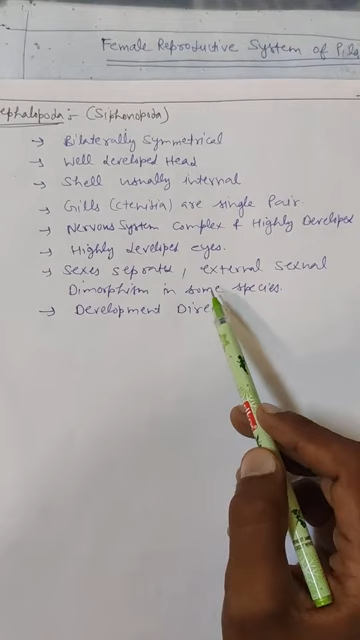 Female Reproductive System of Pila
ephalopoda :- (Siphonopoda)
→ Bilaterally Symmetrical
→ Well developed Head
→ Shell usually internal
→ Gills (ctenidia) are single Pair.
→ Nervous System Complex & Highly Developed
→ Highly developed eyes.
→ Sexes seprated, external Sexual
Dimorphism in some species.
→ Development Dire